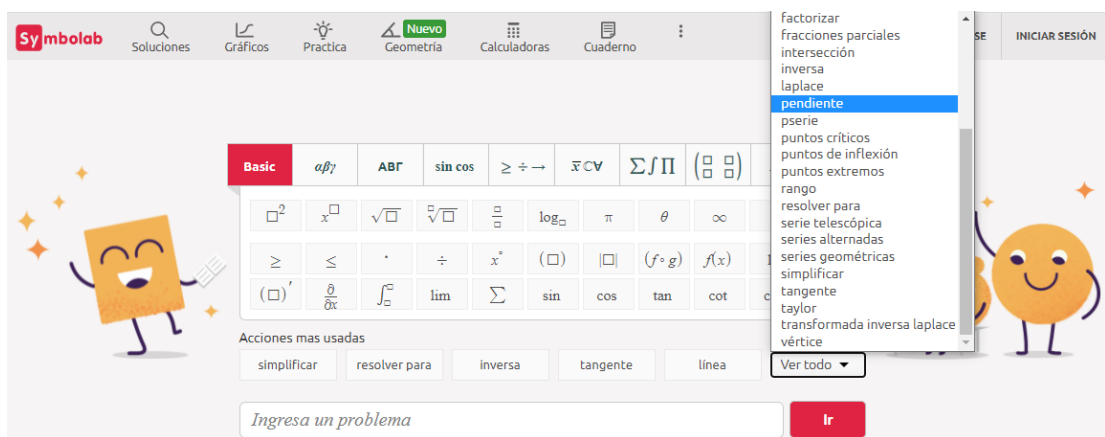 Symbolab
Soluciones
Gráficos
Practica
Nuevo
Geometría
Calculadoras
Cuaderno
SE
INICIAR SESIÓN
factorizar
fracciones parciales
intersección
inversa
laplace
pendiente
pserie
puntos críticos
puntos de inflexión
puntos extremos
rango
resolver para
serie telescópica
series alternadas
series geométricas
simplificar
tangente
taylor
transformada inversa laplace
vértice
Basic αβγ ΑΒΓ sin cos ≥ ÷ → x̅ ℂ ∀ Σ ∫ Π (□ □ □ □)
□² x^□ √□ ^□√□ □/□ log_□ π θ ∞
≥ ≤ · ÷ x° (□) |□| (f ∘ g) f(x)
(□)′ ∂/∂x ∫_□^□ lim Σ sin cos tan cot
Acciones mas usadas
simplificar resolver para inversa tangente línea Ver todo ▼
Ingresa un problema Ir